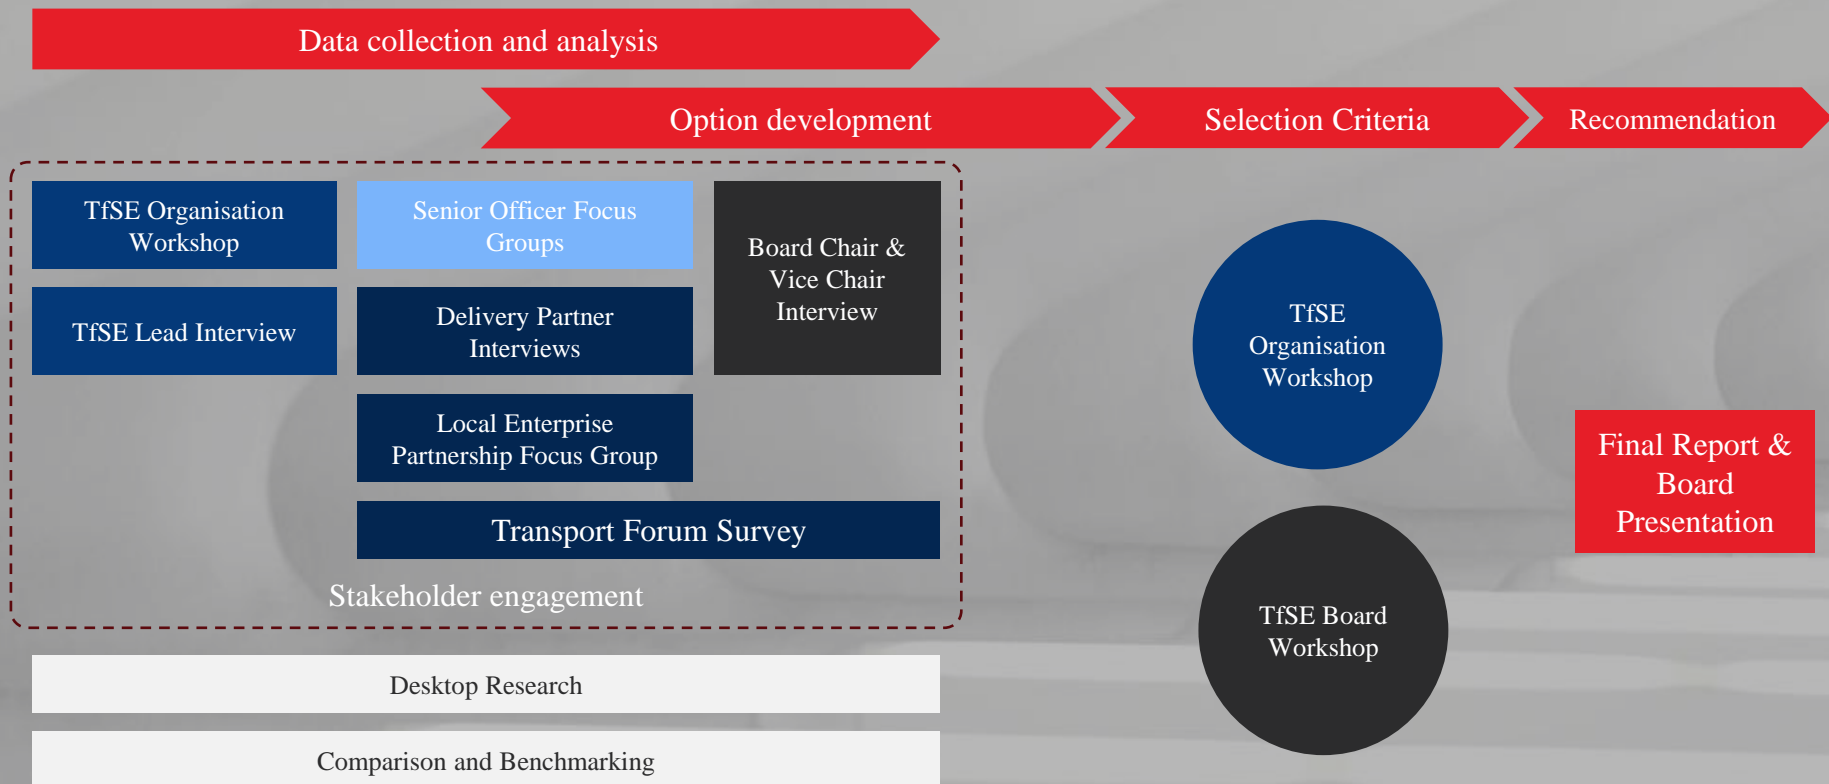 Data collection and analysis
Option development
Selection Criteria
Recommendation
TfSE Organisation
Workshop
Senior Officer Focus
Groups
Board Chair &
Vice Chair
Interview
TfSE Lead Interview
Delivery Partner
Interviews
Local Enterprise
Partnership Focus Group
Transport Forum Survey
Stakeholder engagement
Desktop Research
Comparison and Benchmarking
TfSE
Organisation
Workshop
TfSE Board
Workshop
Final Report &
Board
Presentation